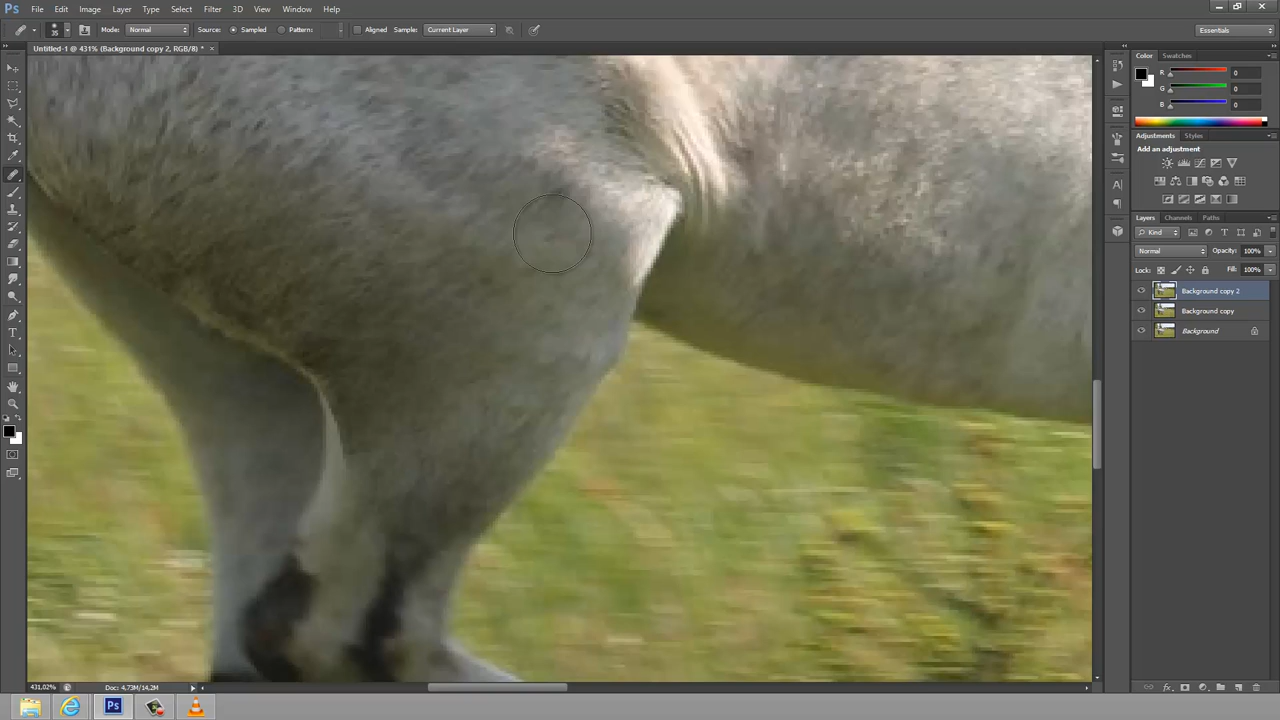 Ps File Edit Image Layer Type Select Filter 3D View Window Help
35 Mode: Normal Source: Sampled Patterns Aligned Sample: Current Layer Essentials
Untitled-1 @ 431% (Background copy 2, RGB/8) * ×
Color Swatches
R 0
G 0
B 0
Adjustments Styles
Add an adjustment
Layers Channels Paths
Kind
Normal Opacity: 100%
Lock: Fill: 100%
Background copy 2
Background copy
Background
431,02% Doc: 4,73M/14,2M
Ps